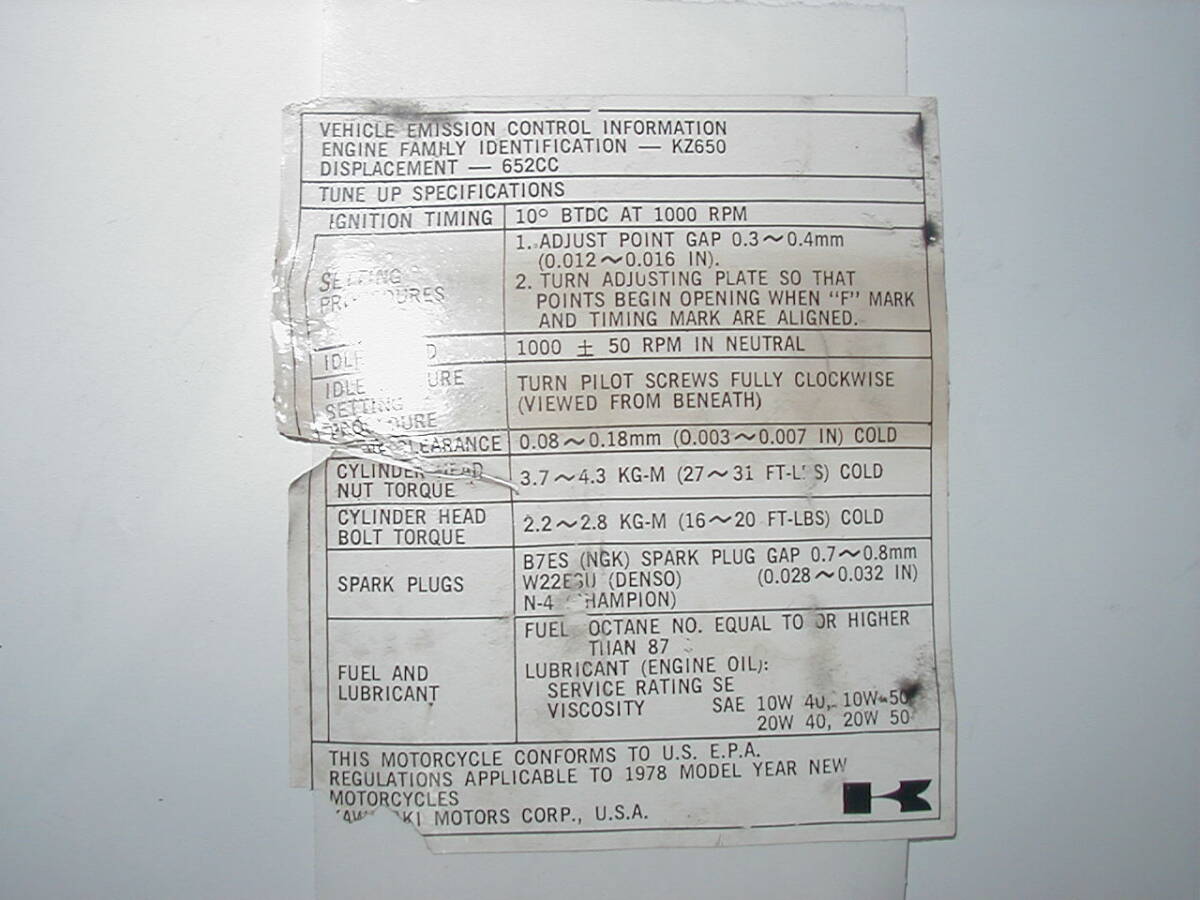 VEHICLE EMISSION CONTROL INFORMATION
ENGINE FAMILY IDENTIFICATION — KZ650
DISPLACEMENT — 652CC
TUNE UP SPECIFICATIONS
IGNITION TIMING 10° BTDC AT 1000 RPM
SETTING
1. ADJUST POINT GAP 0.3~0.4mm
(0.012~0.016 IN).
2. TURN ADJUSTING PLATE SO THAT
POINTS BEGIN OPENING WHEN "F" MARK
AND TIMING MARK ARE ALIGNED.
1000 ± 50 RPM IN NEUTRAL
IDLE
SETTING
TURN PILOT SCREWS FULLY CLOCKWISE
(VIEWED FROM BENEATH)
CLEARANCE 0.08~0.18mm (0.003~0.007 IN) COLD
CYLINDER HEAD
NUT TORQUE
3.7~4.3 KG-M (27~31 FT-LBS) COLD
CYLINDER HEAD
BOLT TORQUE
2.2~2.8 KG-M (16~20 FT-LBS) COLD
SPARK PLUGS
B7ES (NGK) SPARK PLUG GAP 0.7~0.8mm
W22ESU (DENSO) (0.028~0.032 IN)
N-4 CHAMPION)
FUEL AND
LUBRICANT
FUEL OCTANE NO. EQUAL TO OR HIGHER
THAN 87
LUBRICANT (ENGINE OIL):
SERVICE RATING SE
VISCOSITY SAE 10W 40, 10W 50
20W 40, 20W 50
THIS MOTORCYCLE CONFORMS TO U.S. E.P.A.
REGULATIONS APPLICABLE TO 1978 MODEL YEAR NEW
MOTORCYCLES
KAWASAKI MOTORS CORP., U.S.A.